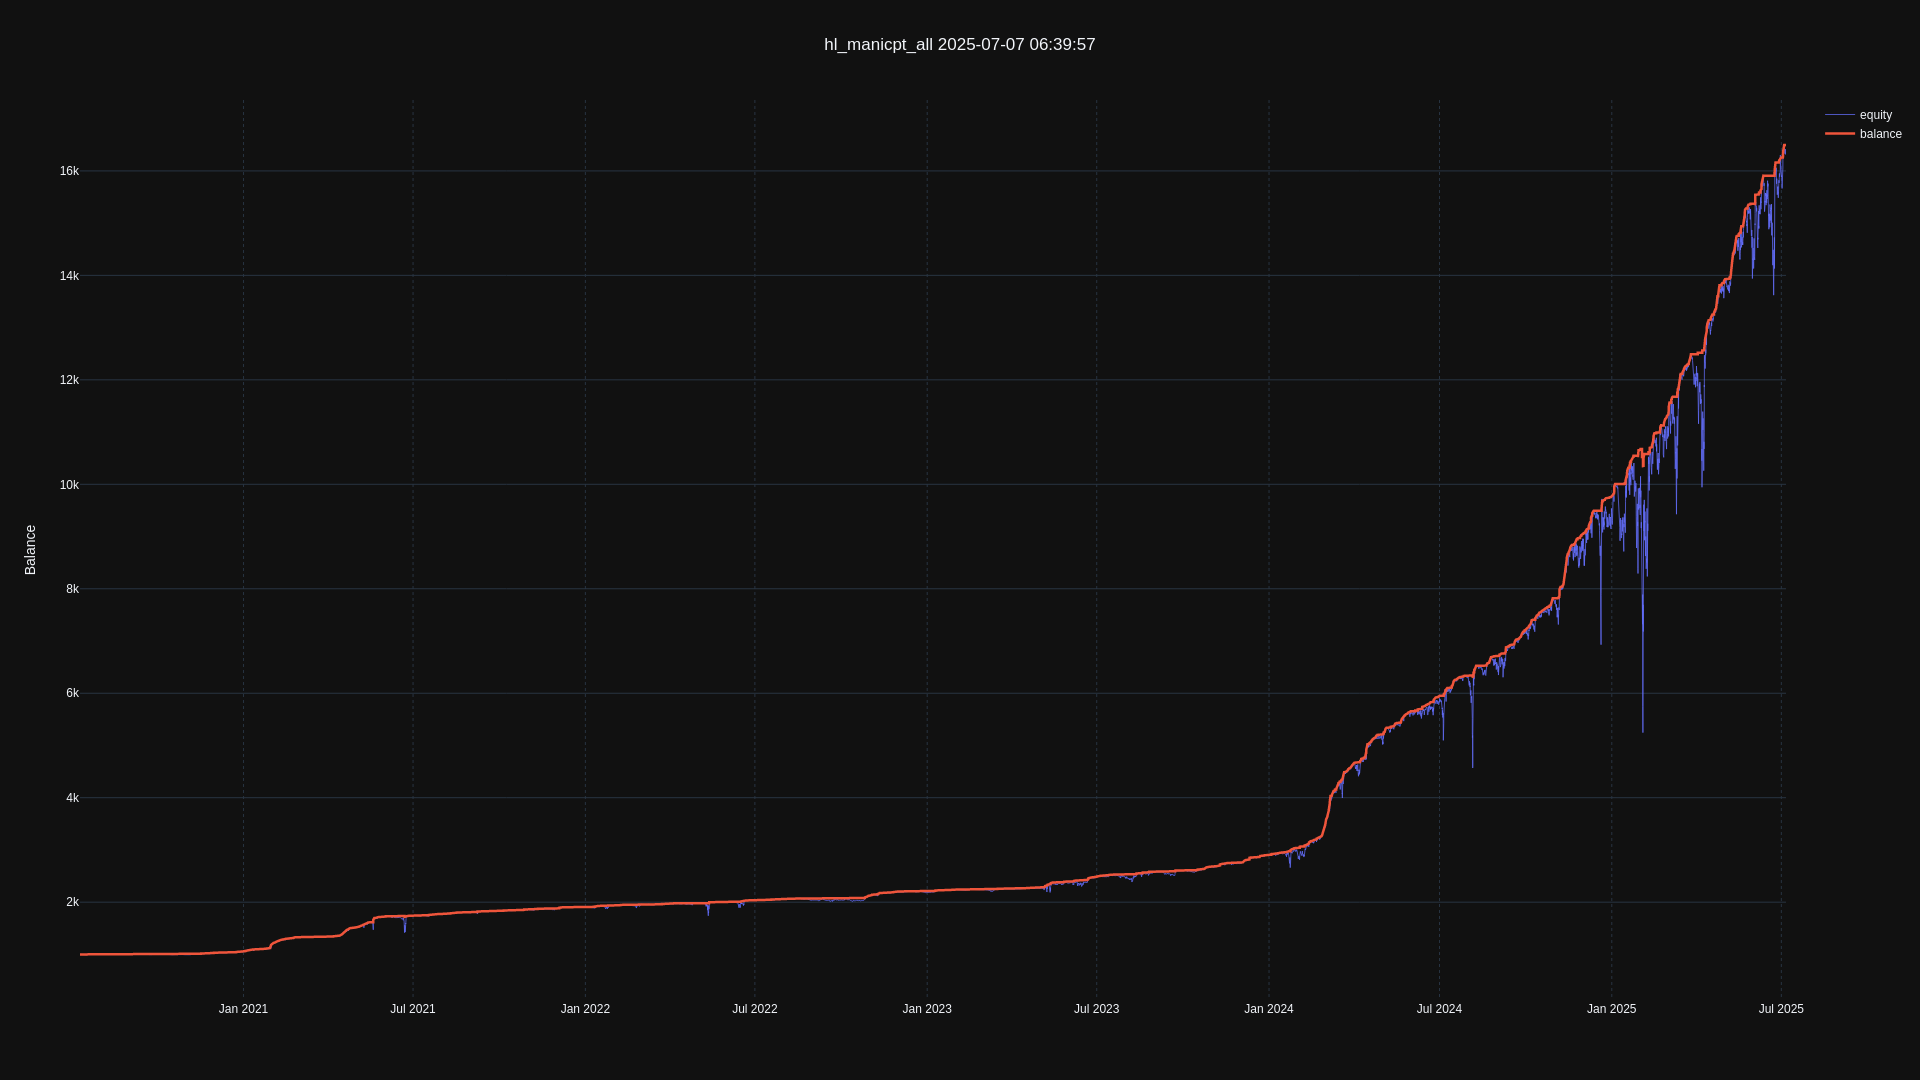 hl_manicpt_all 2025-07-07 06:39:57
equity
balance
16k
14k
12k
10k
8k
6k
4k
2k
Balance
Jan 2021
Jul 2021
Jan 2022
Jul 2022
Jan 2023
Jul 2023
Jan 2024
Jul 2024
Jan 2025
Jul 2025